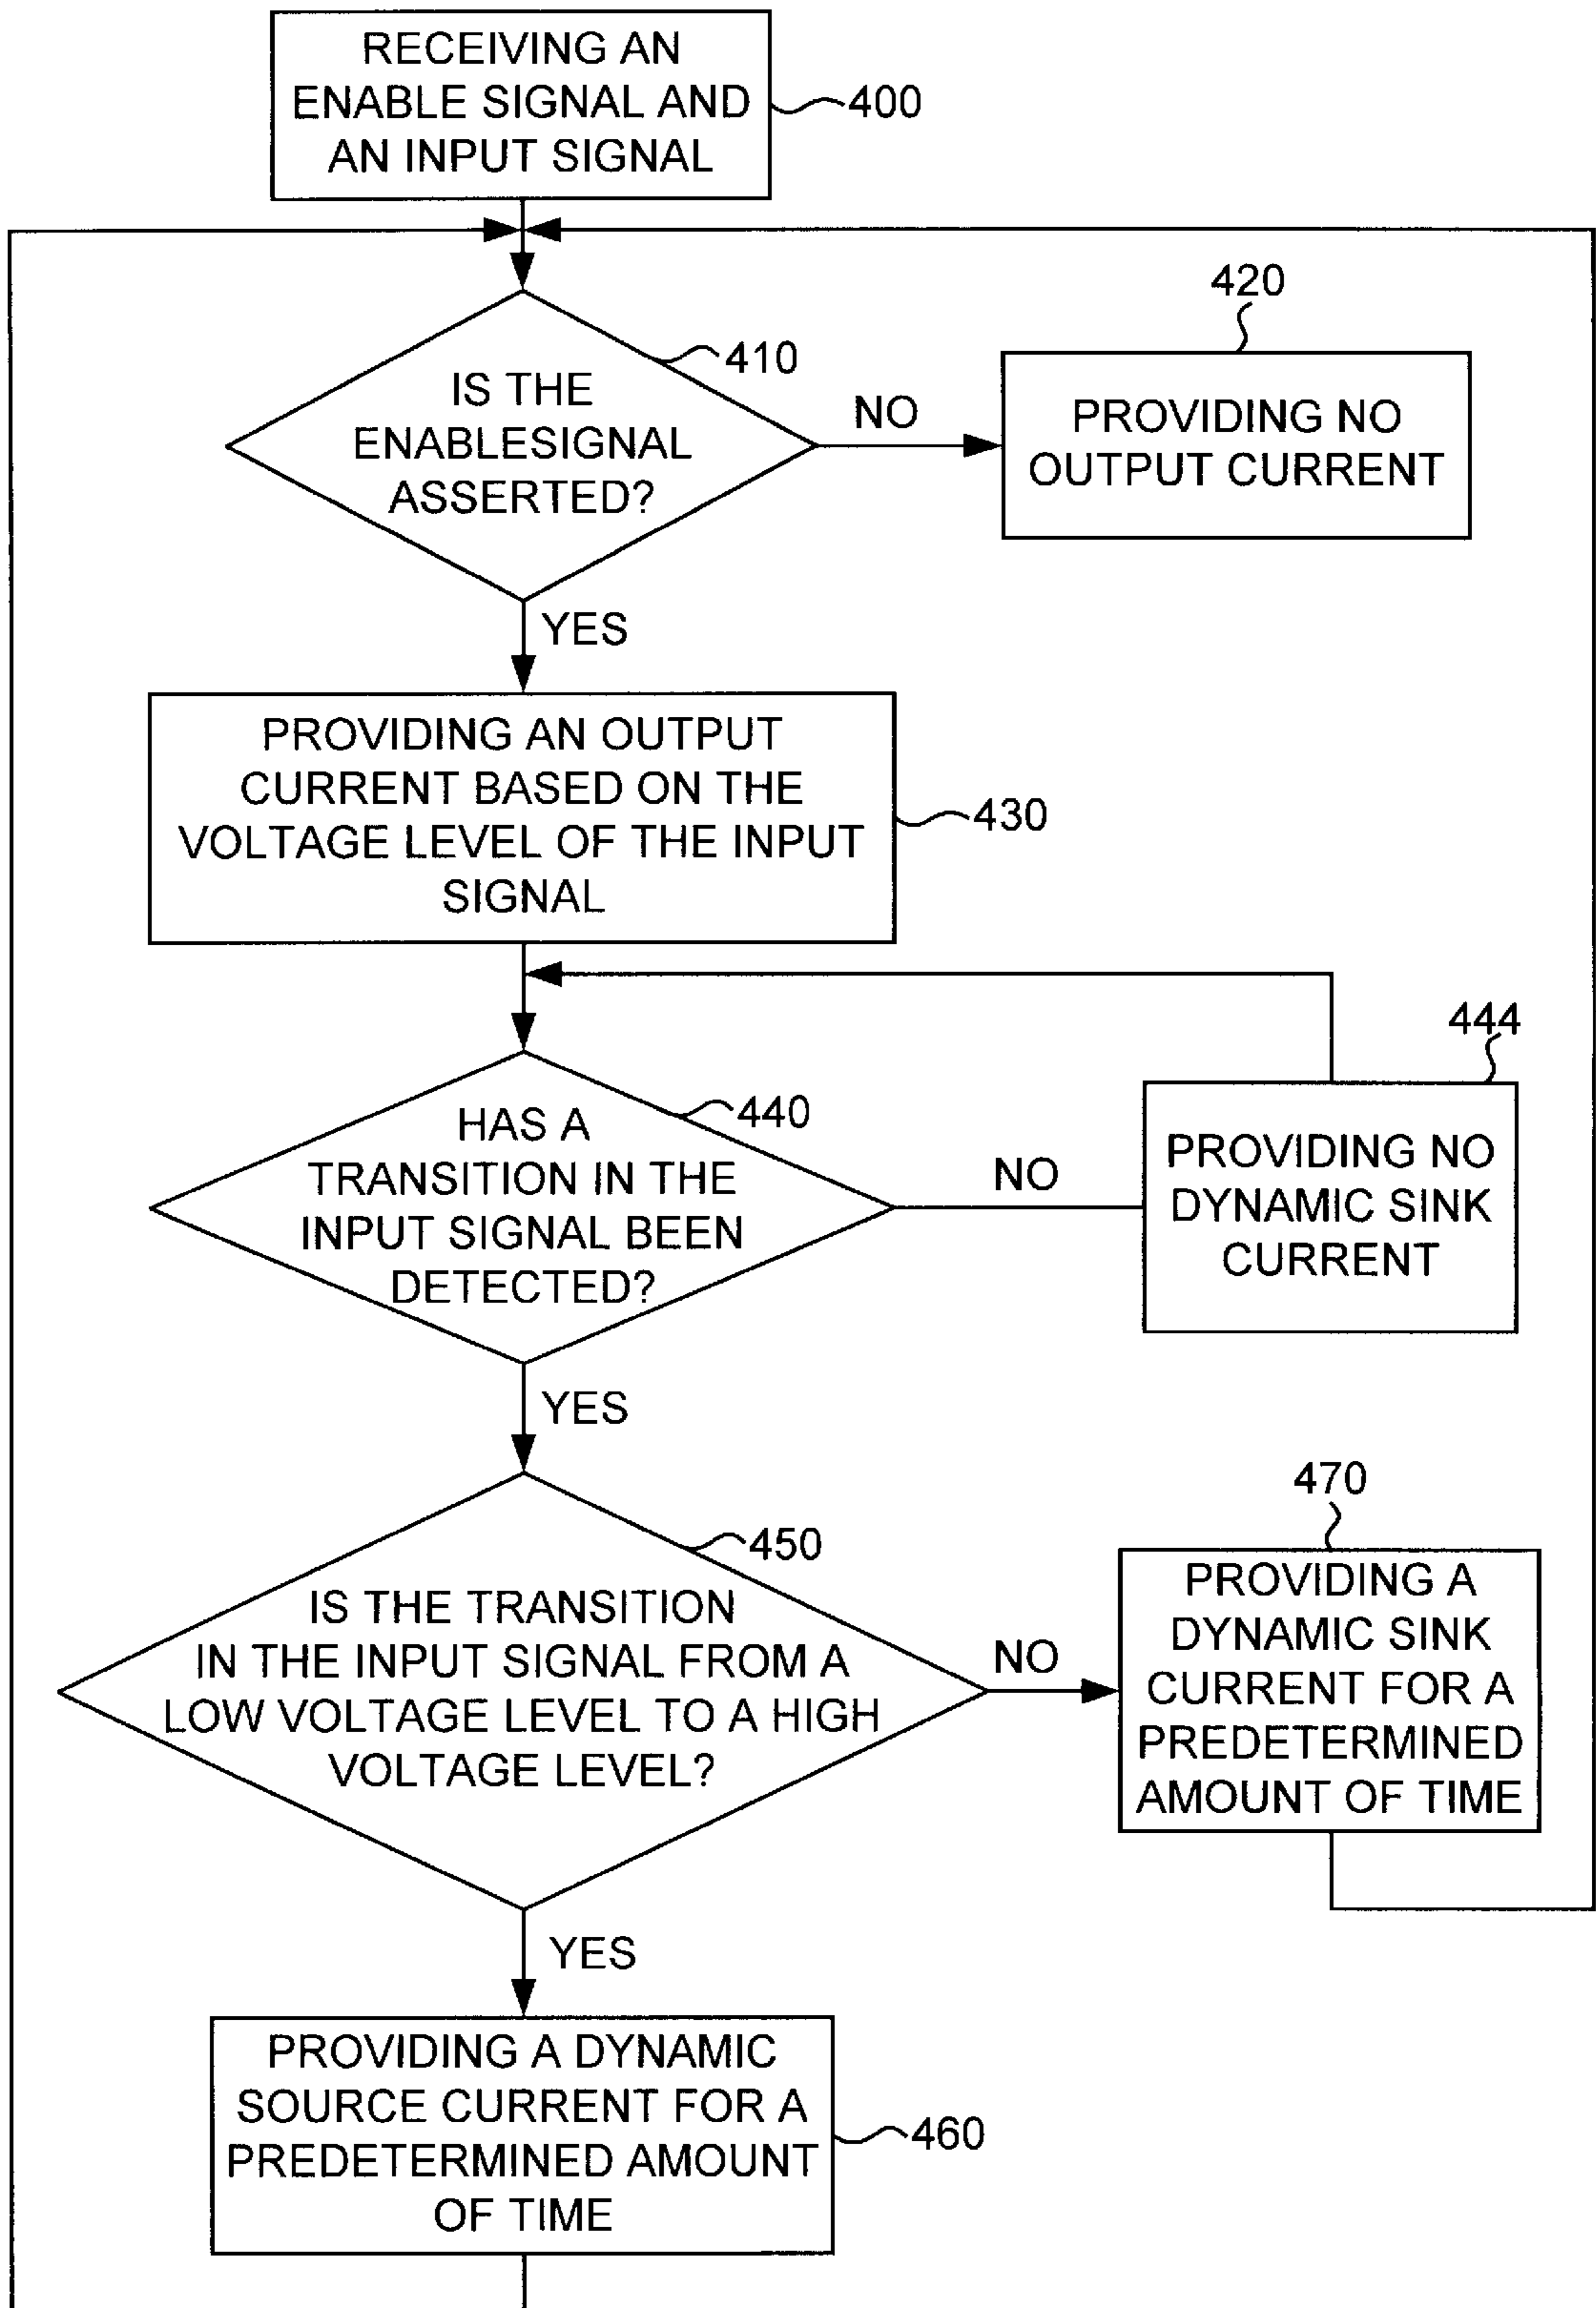 RECEIVING AN
ENABLE SIGNAL AND
AN INPUT SIGNAL
400
420
410
IS THE
ENABLESIGNAL
ASSERTED?
NO
PROVIDING NO
OUTPUT CURRENT
YES
PROVIDING AN OUTPUT
CURRENT BASED ON THE
VOLTAGE LEVEL OF THE INPUT
SIGNAL
430
444
440
HAS A
TRANSITION IN THE
INPUT SIGNAL BEEN
DETECTED?
NO
PROVIDING NO
DYNAMIC SINK
CURRENT
YES
470
450
IS THE TRANSITION
IN THE INPUT SIGNAL FROM A
LOW VOLTAGE LEVEL TO A HIGH
VOLTAGE LEVEL?
NO
PROVIDING A
DYNAMIC SINK
CURRENT FOR A
PREDETERMINED
AMOUNT OF TIME
YES
PROVIDING A DYNAMIC
SOURCE CURRENT FOR A
PREDETERMINED AMOUNT
OF TIME
460